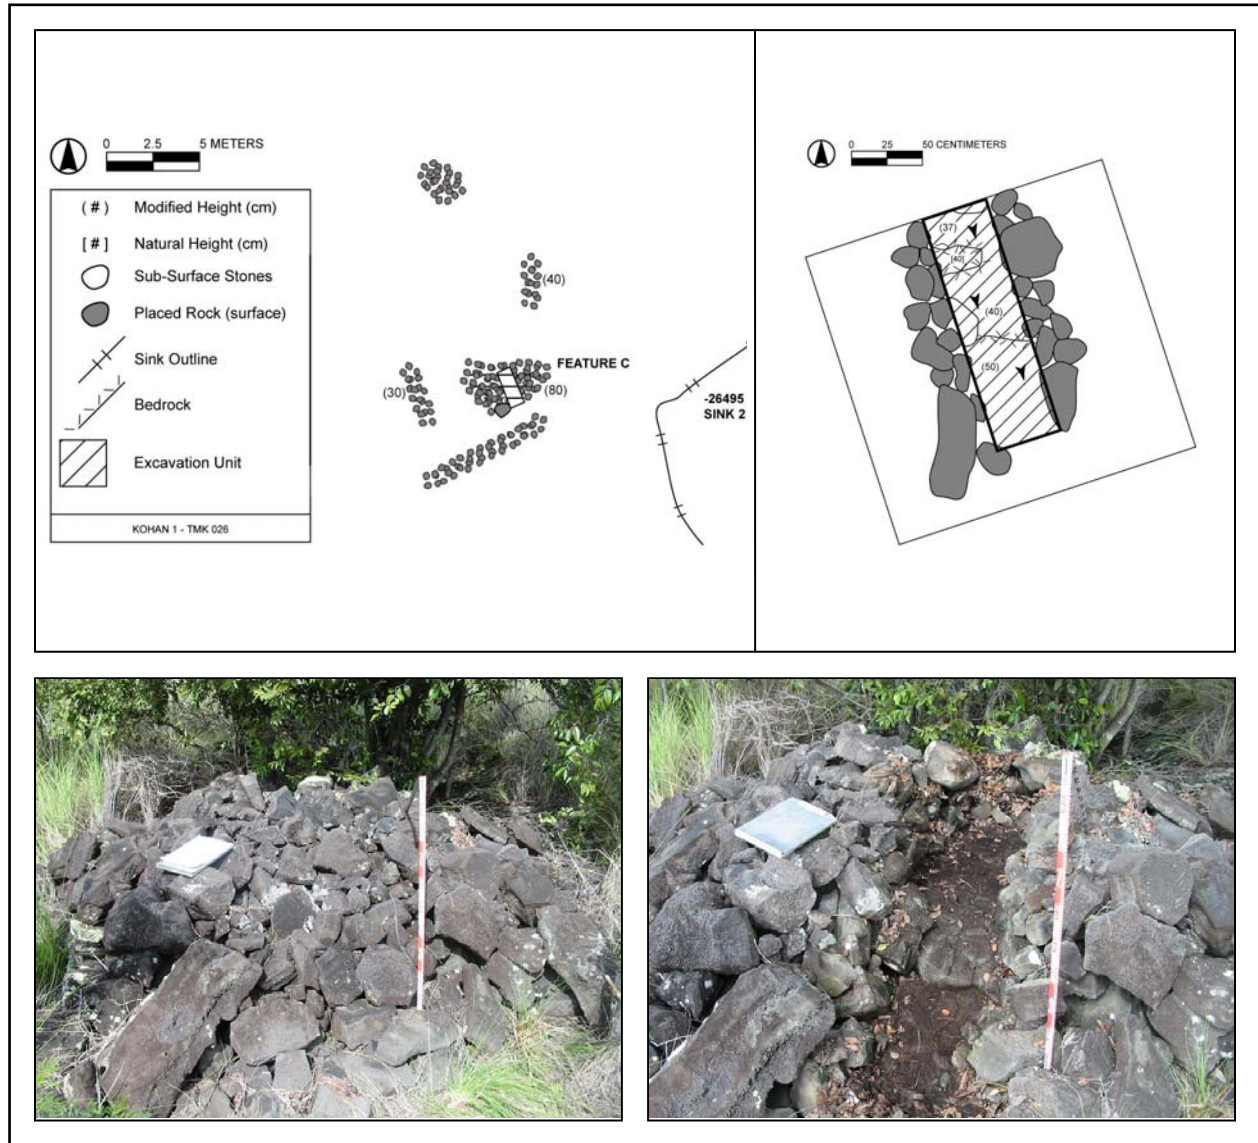 0 2.5 5 METERS
( # ) Modified Height (cm)
[ # ] Natural Height (cm)
Sub-Surface Stones
Placed Rock (surface)
Sink Outline
Bedrock
Excavation Unit
KOHAN 1 - TMK 026
(40)
FEATURE C
(30)
(80)
-26495
SINK 2
0 25 50 CENTIMETERS
(37)
[40]
(40)
(50)